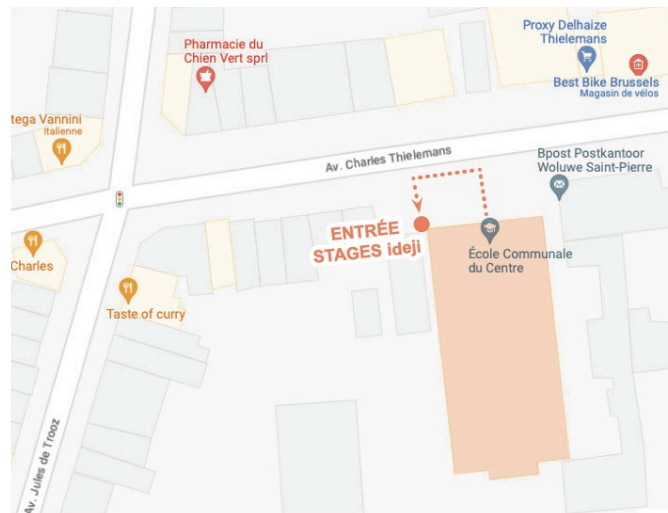 Proxy Delhaize
Thielemans
Pharmacie du
Chien Vert sprl
Best Bike Brussels
Magasin de vélos
tega Vannini
Italienne
Av. Charles Thielemans
Bpost Postkantoor
Woluwe Saint-Pierre
ENTRÉE
STAGES ideji
École Communale
du Centre
Charles
Taste of curry
Av. Jules de Trooz